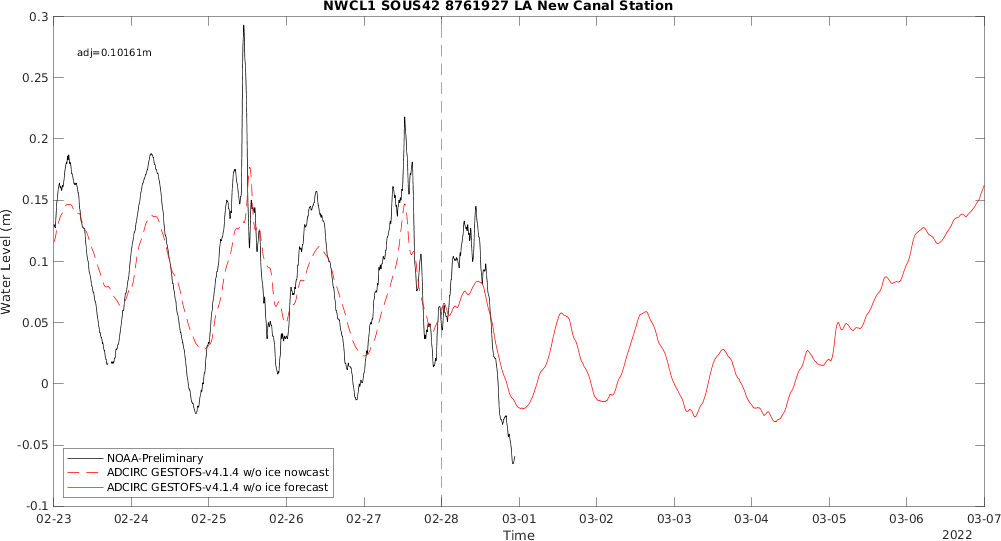 NWCL1 SOUS42 8761927 LA New Canal Station
adj=0.10161m
0.3
0.25
0.2
0.15
0.1
0.05
0
-0.05
-0.1
Water Level (m)
NOAA-Preliminary
ADCIRC GESTOFS-v4.1.4 w/o ice nowcast
ADCIRC GESTOFS-v4.1.4 w/o ice forecast
02-23 02-24 02-25 02-26 02-27 02-28 03-01 03-02 03-03 03-04 03-05 03-06 03-07
Time
2022